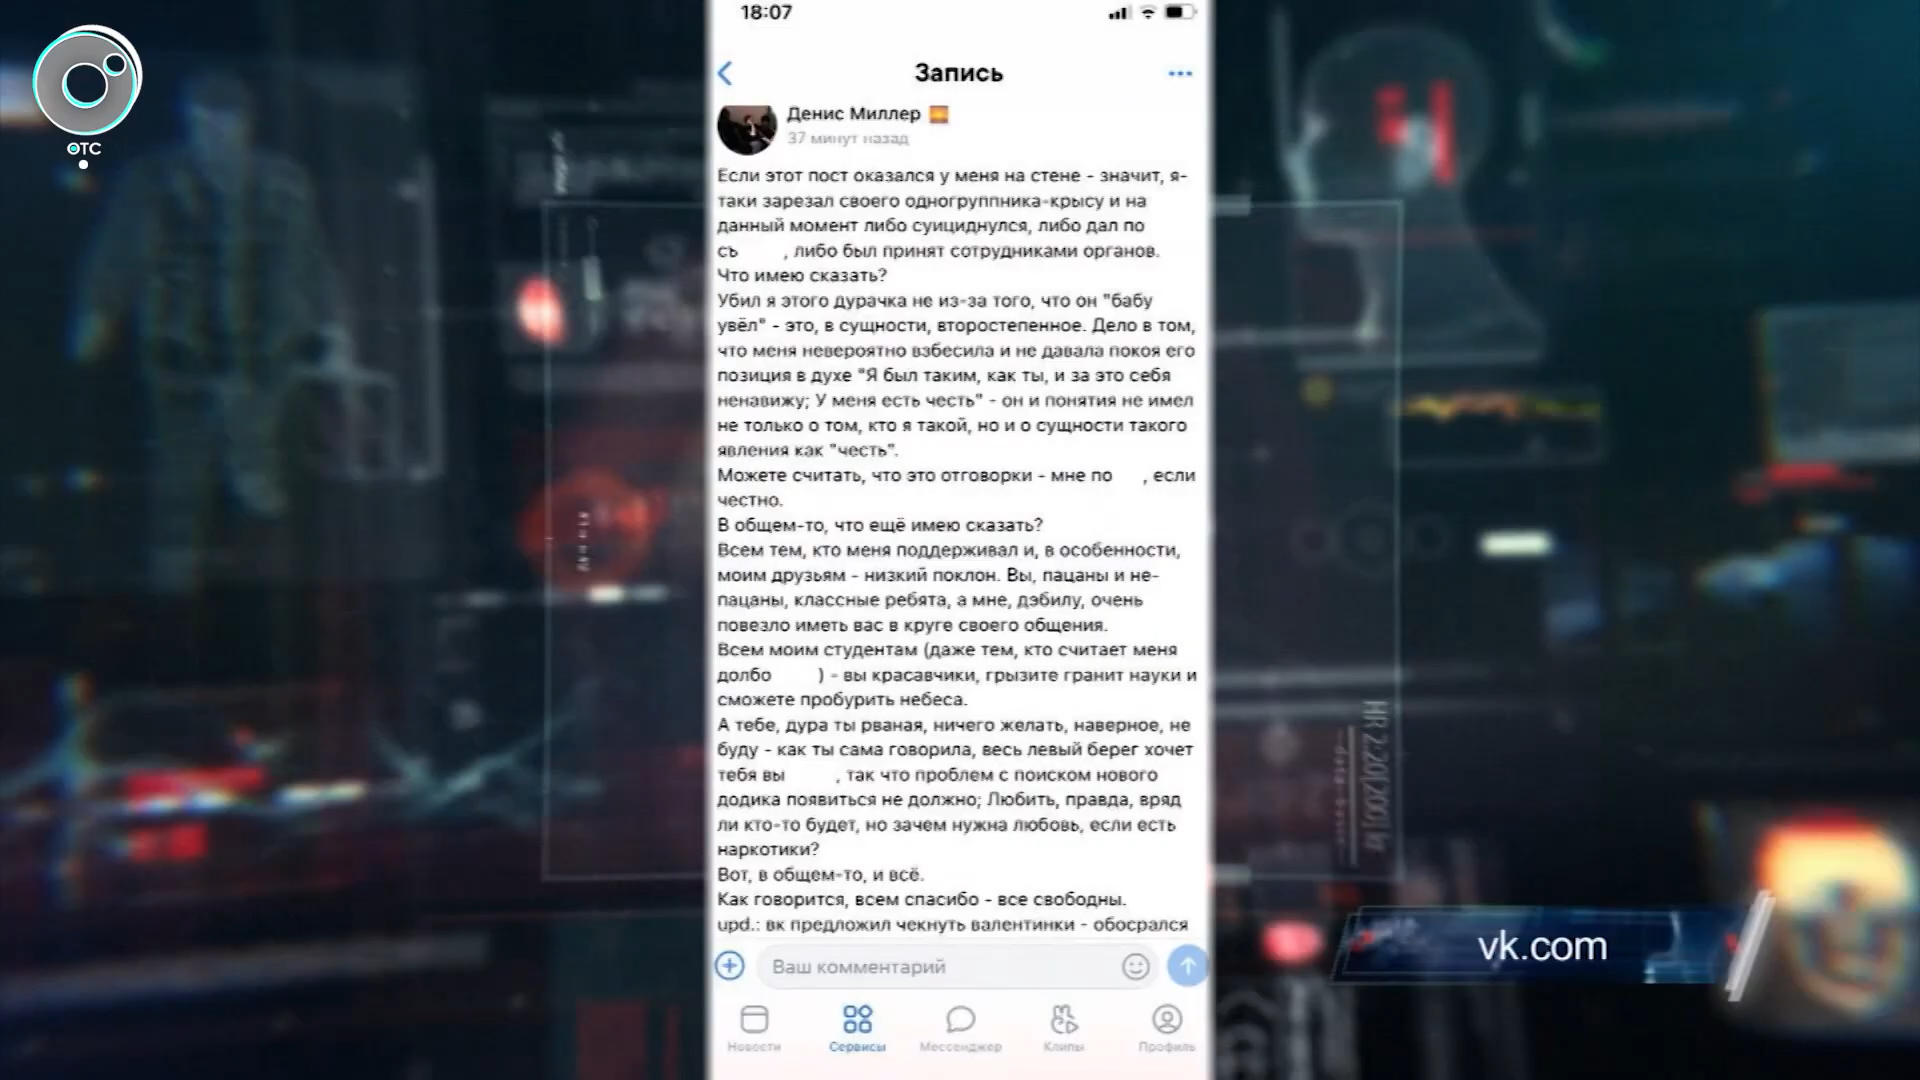 ОТС
18:07
Запись
Денис Миллер
37 минут назад
Если этот пост оказался у меня на стене - значит, я-
таки зарезал своего одногруппника-крысу и на
данный момент либо суициднулся, либо дал по
съ , либо был принят сотрудниками органов.
Что имею сказать?
Убил я этого дурачка не из-за того, что он "бабу
увёл" - это, в сущности, второстепенное. Дело в том,
что меня невероятно взбесила и не давала покоя его
позиция в духе "Я был таким, как ты, и за это себя
ненавижу; У меня есть честь" - он и понятия не имел
не только о том, кто я такой, но и о сущности такого
явления как "честь".
Можете считать, что это отговорки - мне по , если
честно.
В общем-то, что ещё имею сказать?
Всем тем, кто меня поддерживал и, в особенности,
моим друзьям - низкий поклон. Вы, пацаны и не-
пацаны, классные ребята, а мне, дэбилу, очень
повезло иметь вас в круге своего общения.
Всем моим студентам (даже тем, кто считает меня
долбо ) - вы красавчики, грызите гранит науки и
сможете пробурить небеса.
А тебе, дура ты рваная, ничего желать, наверное, не
буду - как ты сама говорила, весь левый берег хочет
тебя вы , так что проблем с поиском нового
додика появиться не должно; Любить, правда, вряд
ли кто-то будет, но зачем нужна любовь, если есть
наркотики?
Вот, в общем-то, и всё.
Как говорится, всем спасибо - все свободны.
upd.: вк предложил чекнуть валентинки - обосрался
Ваш комментарий
Новости
Сервисы
Мессенджер
Клипы
Профиль
vk.com